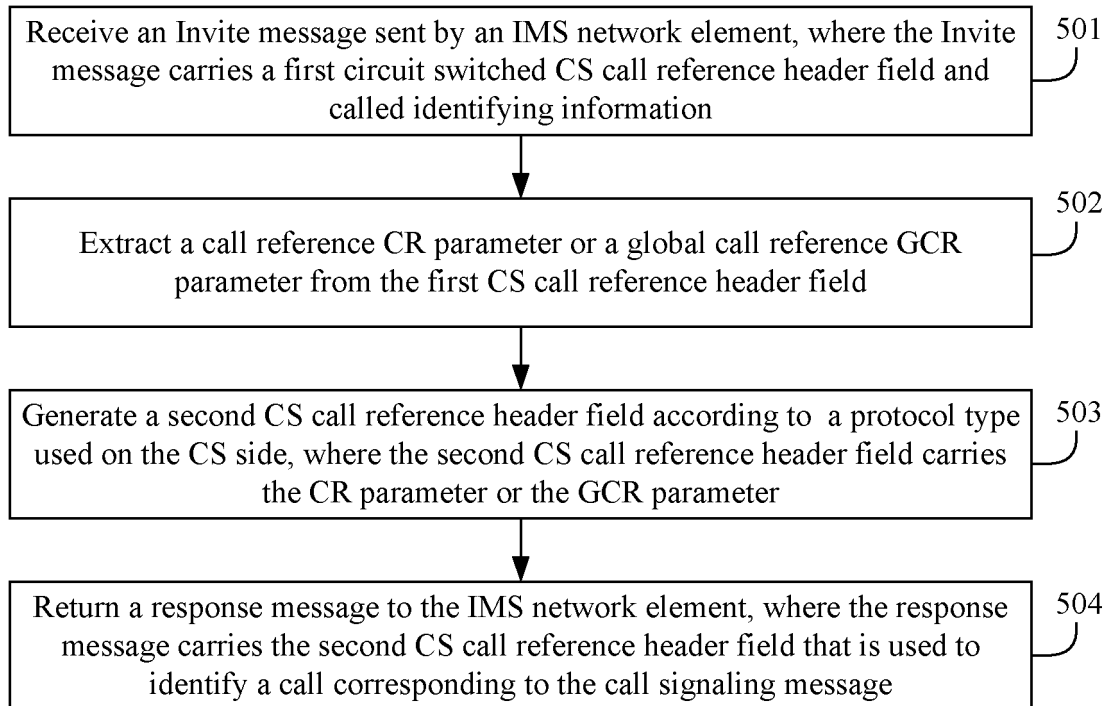 Receive an Invite message sent by an IMS network element, where the Invite
message carries a first circuit switched CS call reference header field and
called identifying information
501
Extract a call reference CR parameter or a global call reference GCR
parameter from the first CS call reference header field
502
Generate a second CS call reference header field according to a protocol type
used on the CS side, where the second CS call reference header field carries
the CR parameter or the GCR parameter
503
Return a response message to the IMS network element, where the response
message carries the second CS call reference header field that is used to
identify a call corresponding to the call signaling message
504